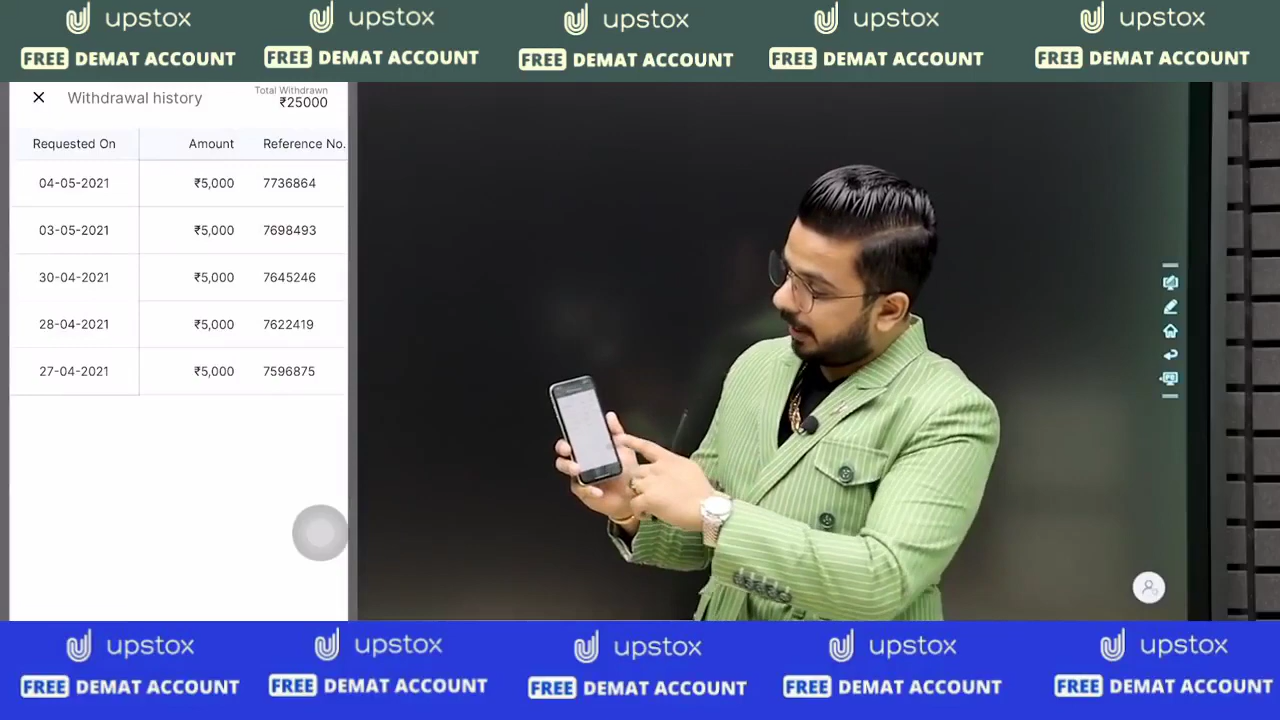 upstox upstox upstox upstox upstox
FREE DEMAT ACCOUNT FREE DEMAT ACCOUNT FREE DEMAT ACCOUNT FREE DEMAT ACCOUNT FREE DEMAT ACCOUNT
Withdrawal history
Total Withdrawn
₹25000
Requested On Amount Reference No.
04-05-2021 ₹5,000 7736864
03-05-2021 ₹5,000 7698493
30-04-2021 ₹5,000 7645246
28-04-2021 ₹5,000 7622419
27-04-2021 ₹5,000 7596875
upstox upstox upstox upstox upstox
FREE DEMAT ACCOUNT FREE DEMAT ACCOUNT FREE DEMAT ACCOUNT FREE DEMAT ACCOUNT FREE DEMAT ACCOUNT